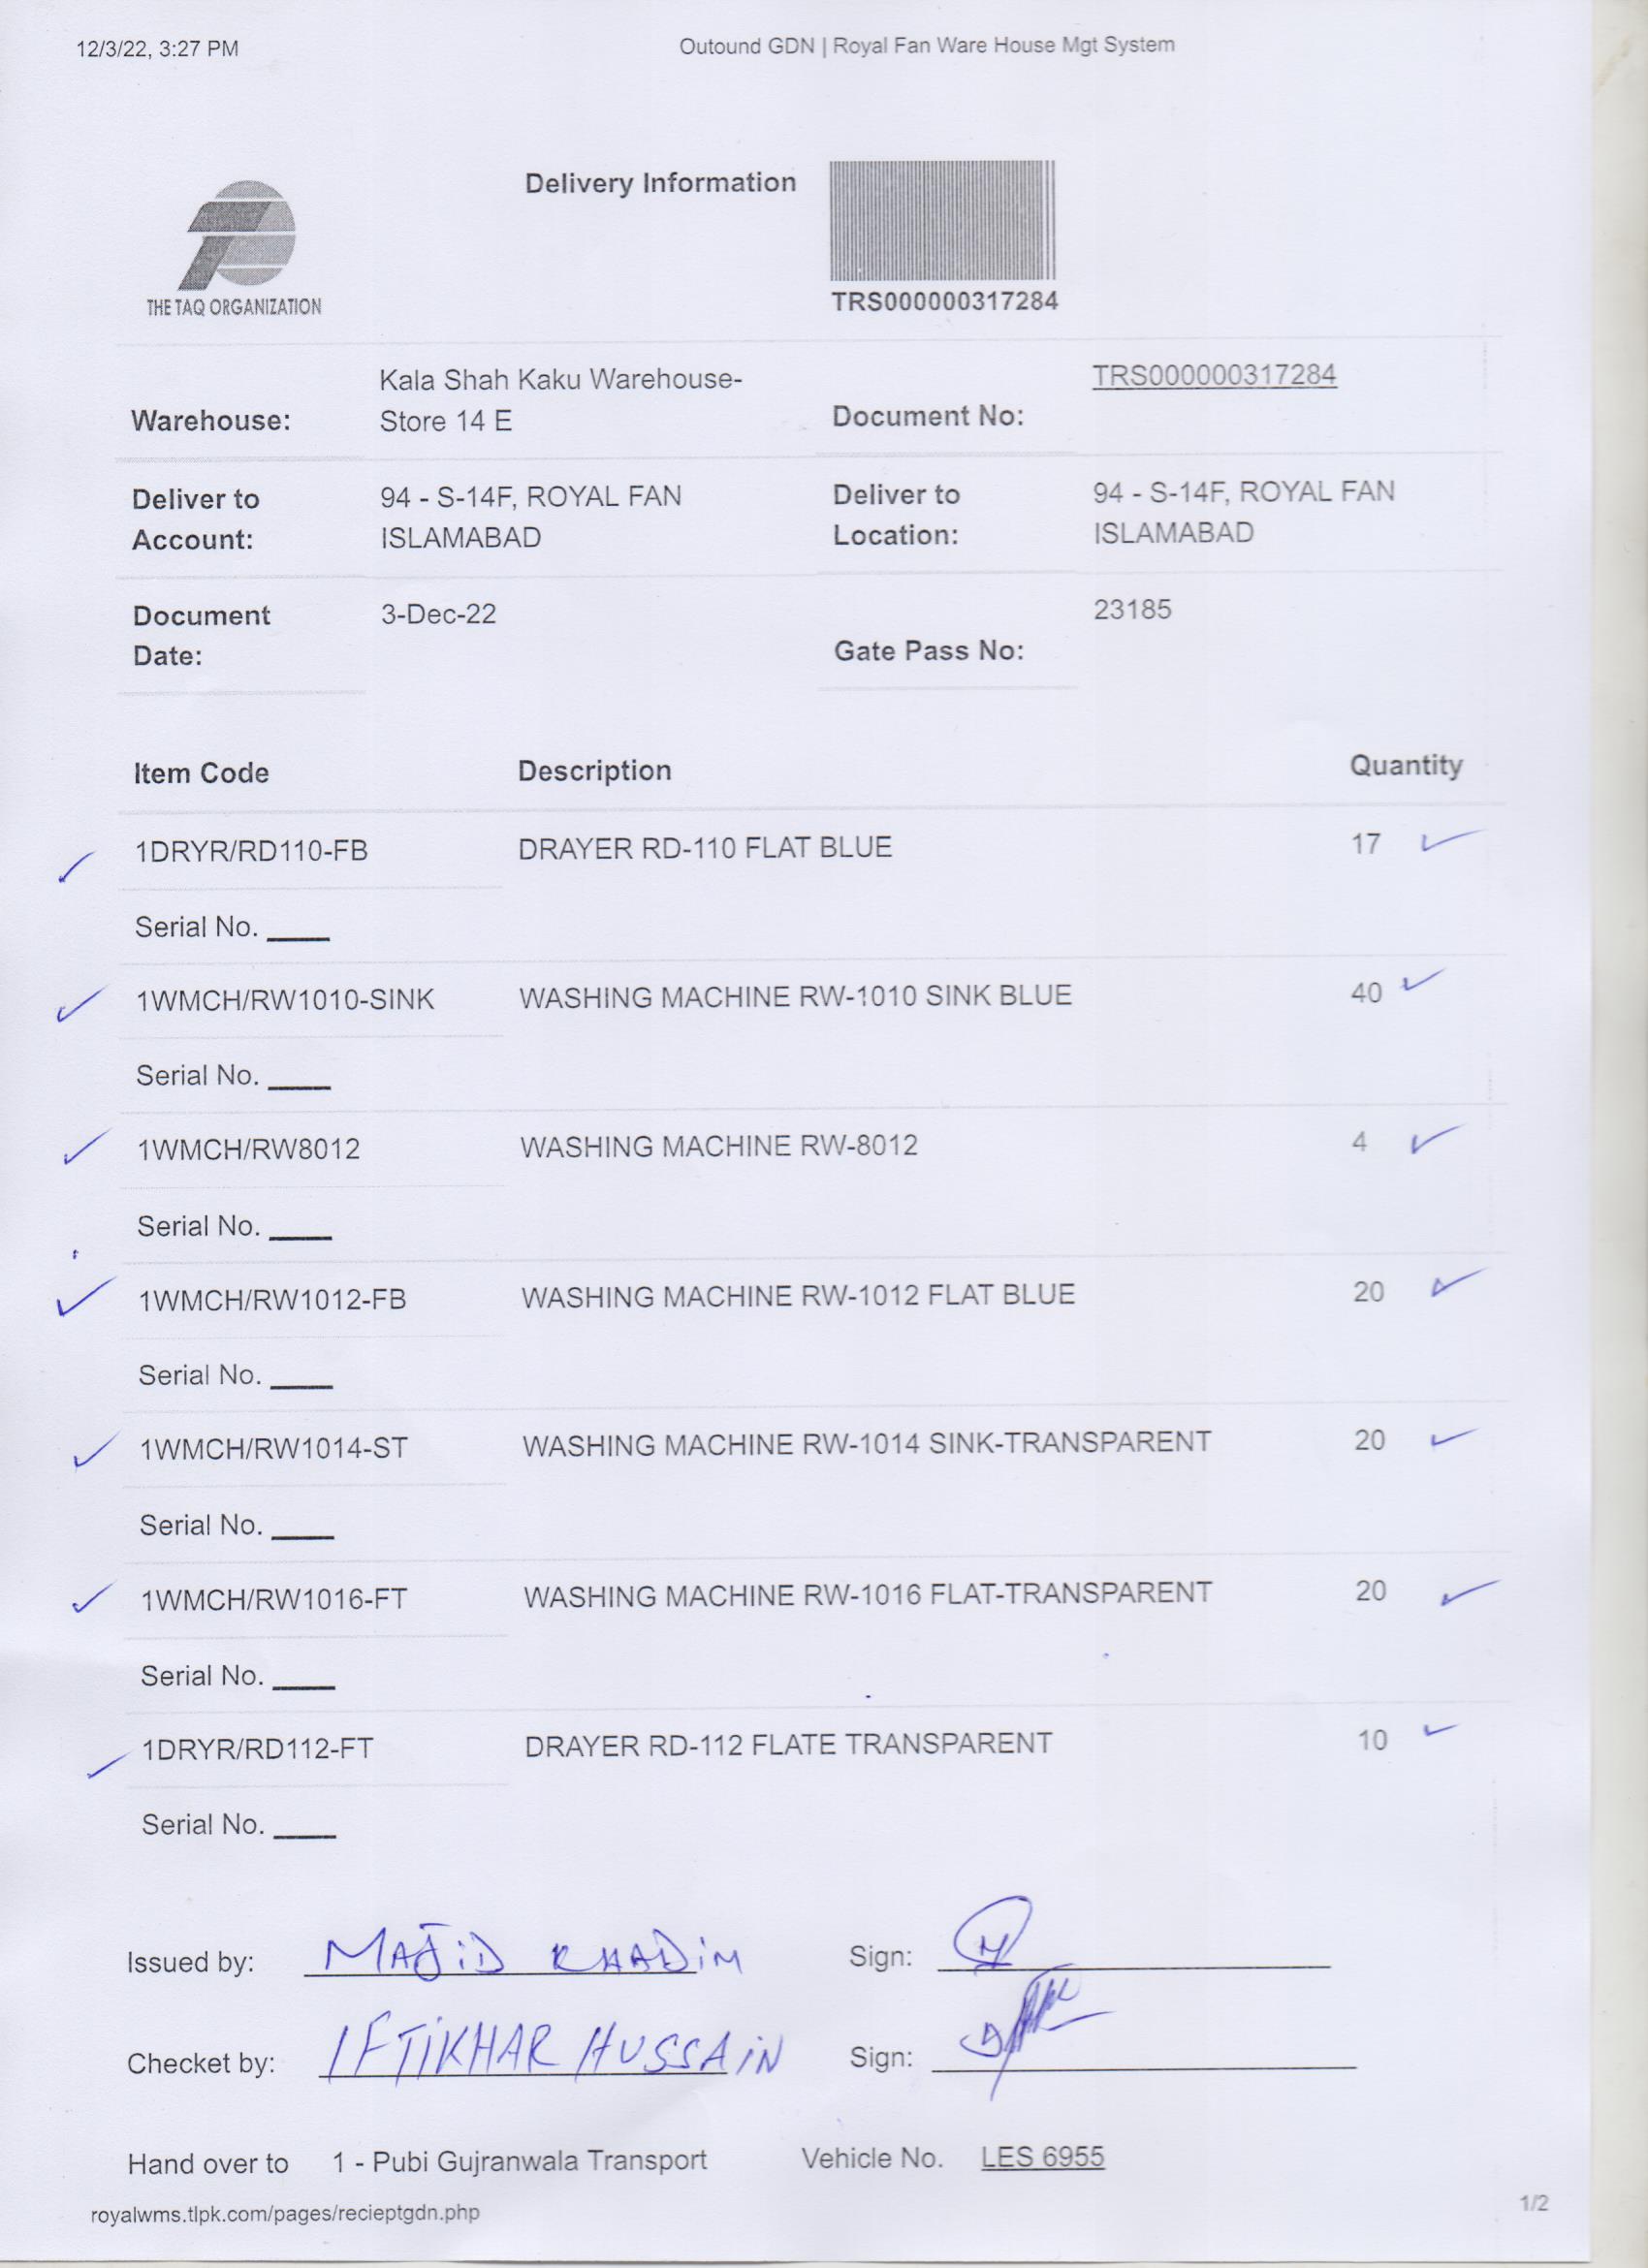 12/3/22, 3:27 PM Outound GDN | Royal Fan Ware House Mgt System
Delivery Information
THE TAQ ORGANIZATION
TRS000000317284
Kala Shah Kaku Warehouse- TRS000000317284
Warehouse: Store 14 E Document No:
Deliver to 94 - S-14F, ROYAL FAN Deliver to 94 - S-14F, ROYAL FAN
Account: ISLAMABAD Location: ISLAMABAD
Document 3-Dec-22 23185
Date: Gate Pass No:
Item Code Description Quantity
1DRYR/RD110-FB DRAYER RD-110 FLAT BLUE 17
Serial No. ____
1WMCH/RW1010-SINK WASHING MACHINE RW-1010 SINK BLUE 40
Serial No. ____
1WMCH/RW8012 WASHING MACHINE RW-8012 4
Serial No. ____
1WMCH/RW1012-FB WASHING MACHINE RW-1012 FLAT BLUE 20
Serial No. ____
1WMCH/RW1014-ST WASHING MACHINE RW-1014 SINK-TRANSPARENT 20
Serial No. ____
1WMCH/RW1016-FT WASHING MACHINE RW-1016 FLAT-TRANSPARENT 20
Serial No. ____
1DRYR/RD112-FT DRAYER RD-112 FLATE TRANSPARENT 10
Serial No. ____
Issued by: MAJiD KHADiM Sign:
Checket by: IFTiKHAR HUSSAiN Sign:
Hand over to 1 - Pubi Gujranwala Transport Vehicle No. LES 6955
royalwms.tlpk.com/pages/recieptgdn.php 1/2